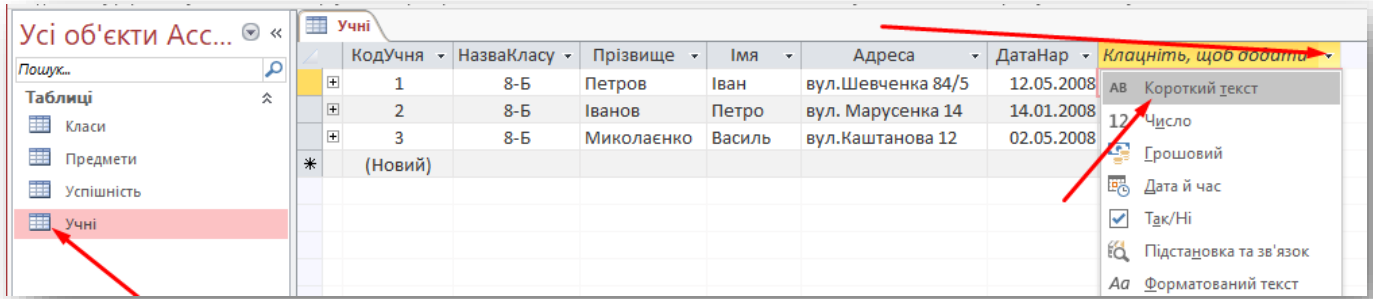 Усі об'єкти Acc...
Пошук...
Таблиці
Класи
Предмети
Успішність
Учні
Учні
КодУчня НазваКласу Прізвище Імя Адреса ДатаНар Клацніть, щоб додати
1 8-Б Петров Іван вул.Шевченка 84/5 12.05.2008
2 8-Б Іванов Петро вул. Марусенка 14 14.01.2008
3 8-Б Миколаєнко Василь вул.Каштанова 12 02.05.2008
(Новий)
AB Короткий текст
12 Число
Грошовий
Дата й час
Так/Ні
Підстановка та зв'язок
Aa Форматований текст